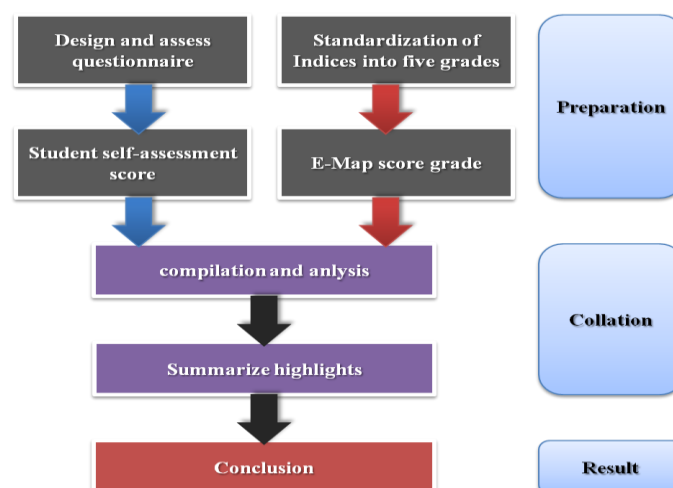 Design and assess
questionnaire
Standardization of
Indices into five grades
Preparation
Student self-assessment
score
E-Map score grade
compilation and anlysis
Collation
Summarize highlights
Conclusion
Result